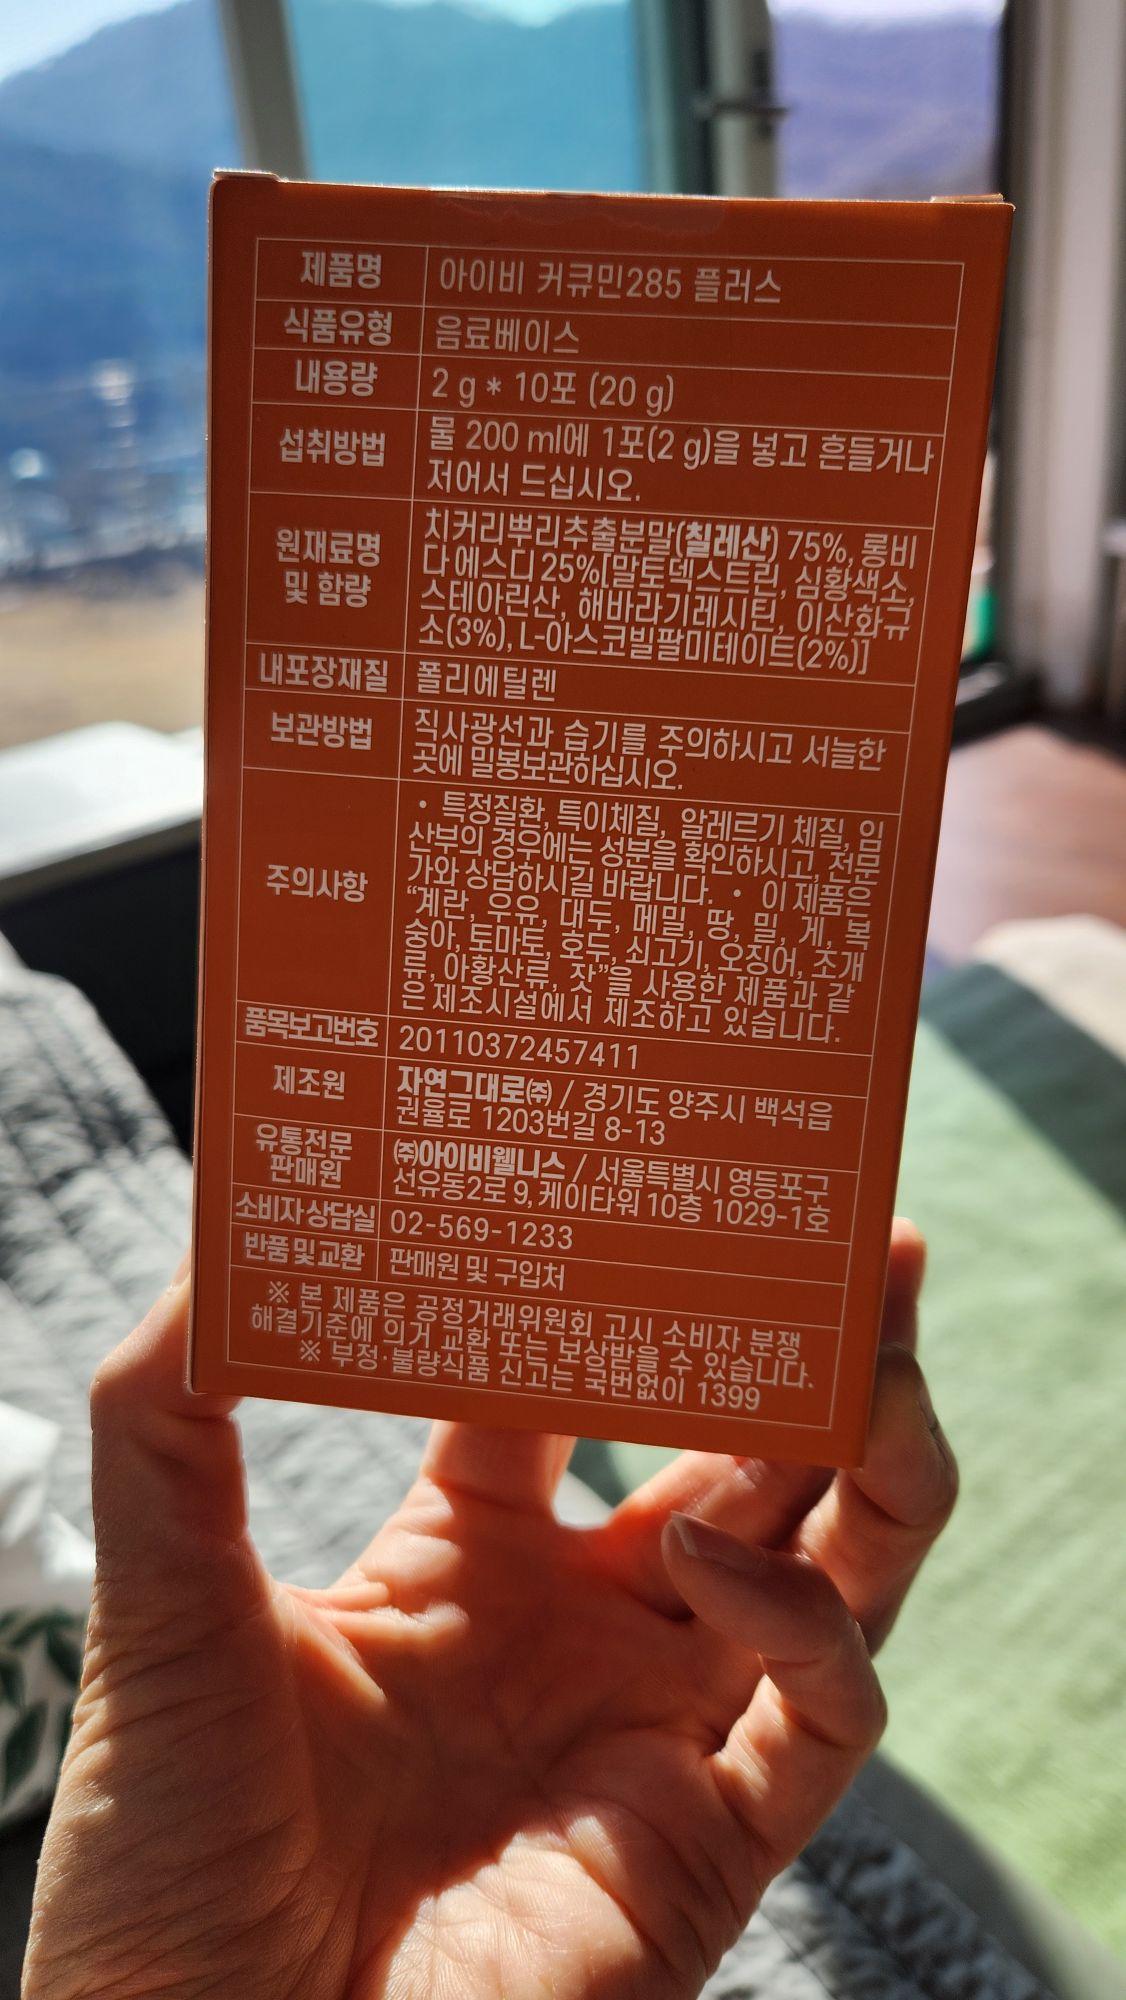 제품명 아이비 커큐민285 플러스
식품유형 음료베이스
내용량 2 g * 10포 (20 g)
섭취방법 물 200 ml에 1포(2 g)을 넣고 흔들거나
저어서 드십시오.
원재료명
및 함량
치커리뿌리추출분말(칠레산) 75%, 롱비
다 에스디 25%[말토덱스트린, 심황색소,
스테아린산, 해바라기레시틴, 이산화규
소(3%), L-아스코빌팔미테이트(2%)]
내포장재질 폴리에틸렌
보관방법 직사광선과 습기를 주의하시고 서늘한
곳에 밀봉보관하십시오.
주의사항
• 특정질환, 특이체질, 알레르기 체질, 임
산부의 경우에는 성분을 확인하시고, 전문
가와 상담하시길 바랍니다. • 이 제품은
“계란, 우유, 대두, 메밀, 땅, 밀, 게, 복
숭아, 토마토, 호두, 쇠고기, 오징어, 조개
류, 아황산류, 잣”을 사용한 제품과 같
은 제조시설에서 제조하고 있습니다.
품목보고번호 20110372457411
제조원 자연그대로㈜ / 경기도 양주시 백석읍
권율로 1203번길 8-13
유통전문
판매원
㈜아이비웰니스 / 서울특별시 영등포구
선유동2로 9, 케이타워 10층 1029-1호
소비자상담실 02-569-1233
반품 및 교환 판매원 및 구입처
※ 본 제품은 공정거래위원회 고시 소비자 분쟁
해결기준에 의거 교환 또는 보상받을 수 있습니다.
※ 부정·불량식품 신고는 국번없이 1399